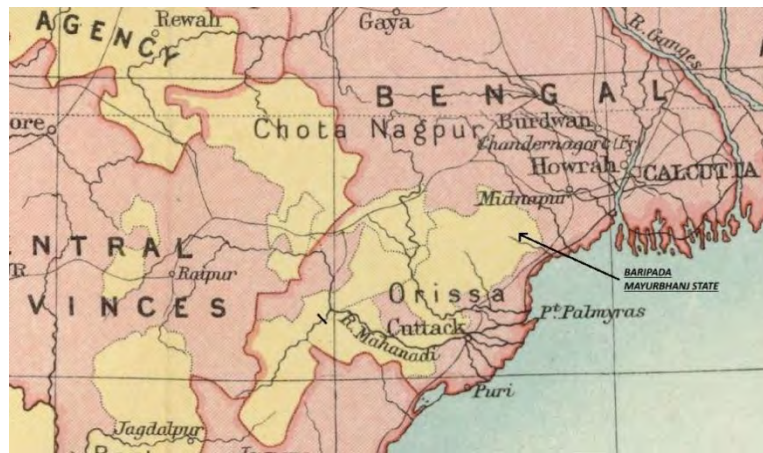 AGENCY
Rewah
Gaya
R. Ganges
BENGAL
ore
Chota Nagpur
Burdwan
Chandernagore (Fr)
Howrah
CALCUTTA
Midnapur
NTRAL
Raipur
VINCES
Orissa
BARIPADA
MAYURBHANJ STATE
Pt. Palmyras
Cuttack
R. Mahanadi
Puri
Jagdalpur